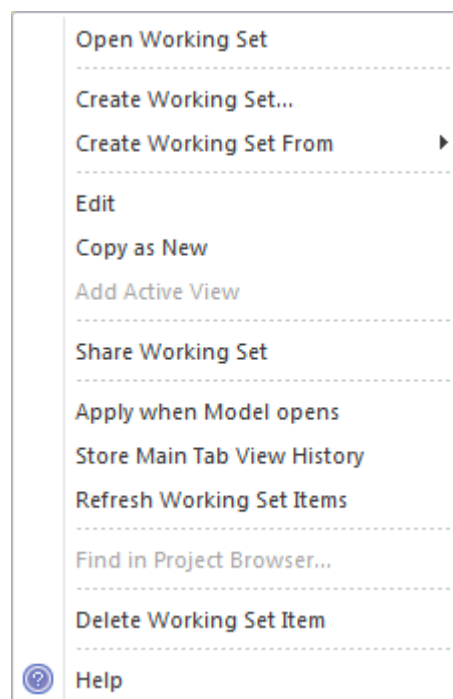 Open Working Set
Create Working Set...
Create Working Set From
Edit
Copy as New
Add Active View
Share Working Set
Apply when Model opens
Store Main Tab View History
Refresh Working Set Items
Find in Project Browser...
Delete Working Set Item
? Help